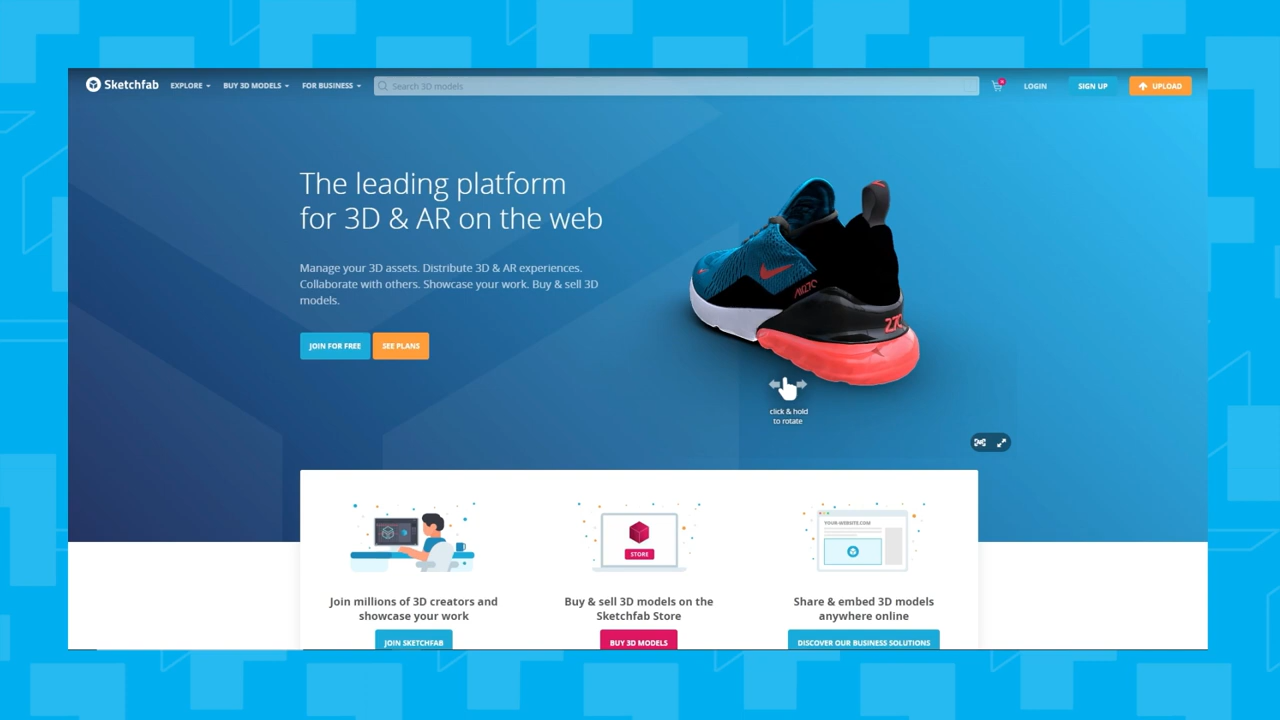 Sketchfab
EXPLORE
BUY 3D MODELS
FOR BUSINESS
Search 3D models
LOGIN
SIGN UP
UPLOAD
The leading platform
for 3D & AR on the web
Manage your 3D assets. Distribute 3D & AR experiences.
Collaborate with others. Showcase your work. Buy & sell 3D
models.
JOIN FOR FREE
SEE PLANS
270
click & hold
to rotate
STORE
YOUR-WEBSITE.COM
Join millions of 3D creators and
showcase your work
JOIN SKETCHFAB
Buy & sell 3D models on the
Sketchfab Store
BUY 3D MODELS
Share & embed 3D models
anywhere online
DISCOVER OUR BUSINESS SOLUTIONS